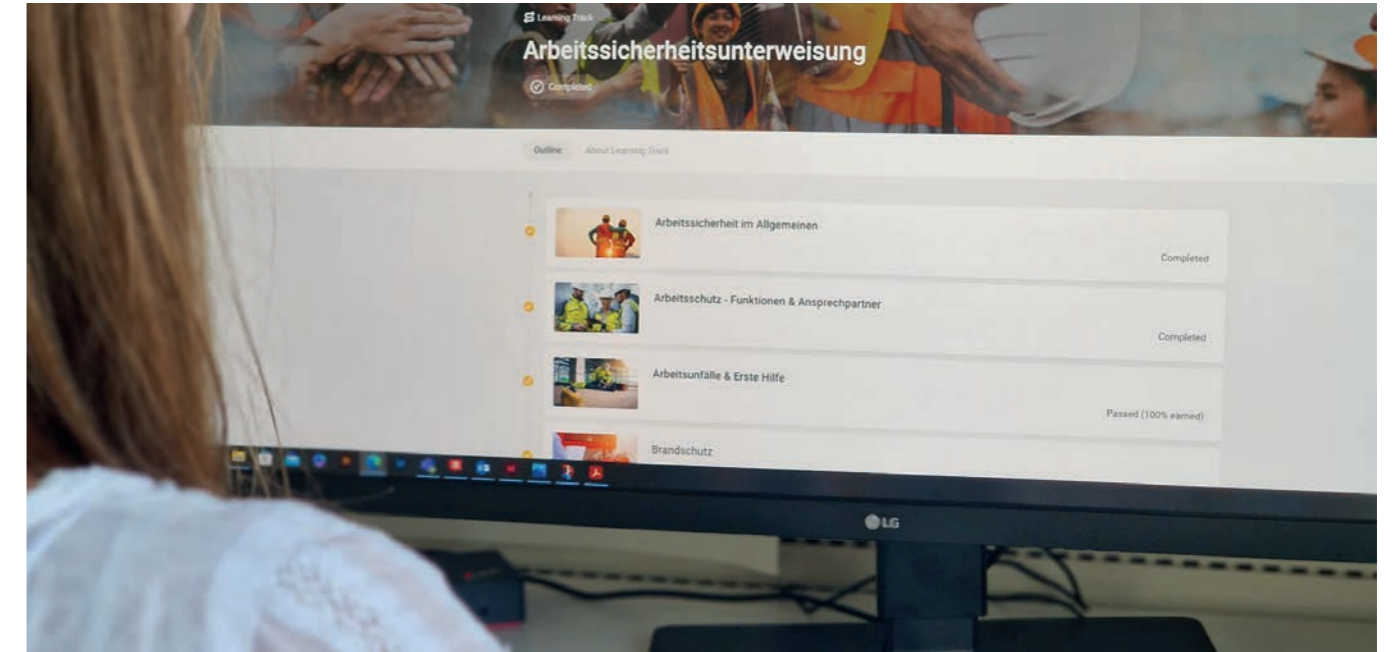 Learning Track
Arbeitssicherheitsunterweisung
Completed
Outline About Learning Track
Arbeitssicherheit im Allgemeinen
Completed
Arbeitsschutz - Funktionen & Ansprechpartner
Completed
Arbeitsunfälle & Erste Hilfe
Passed (100% earned)
Brandschutz
LG